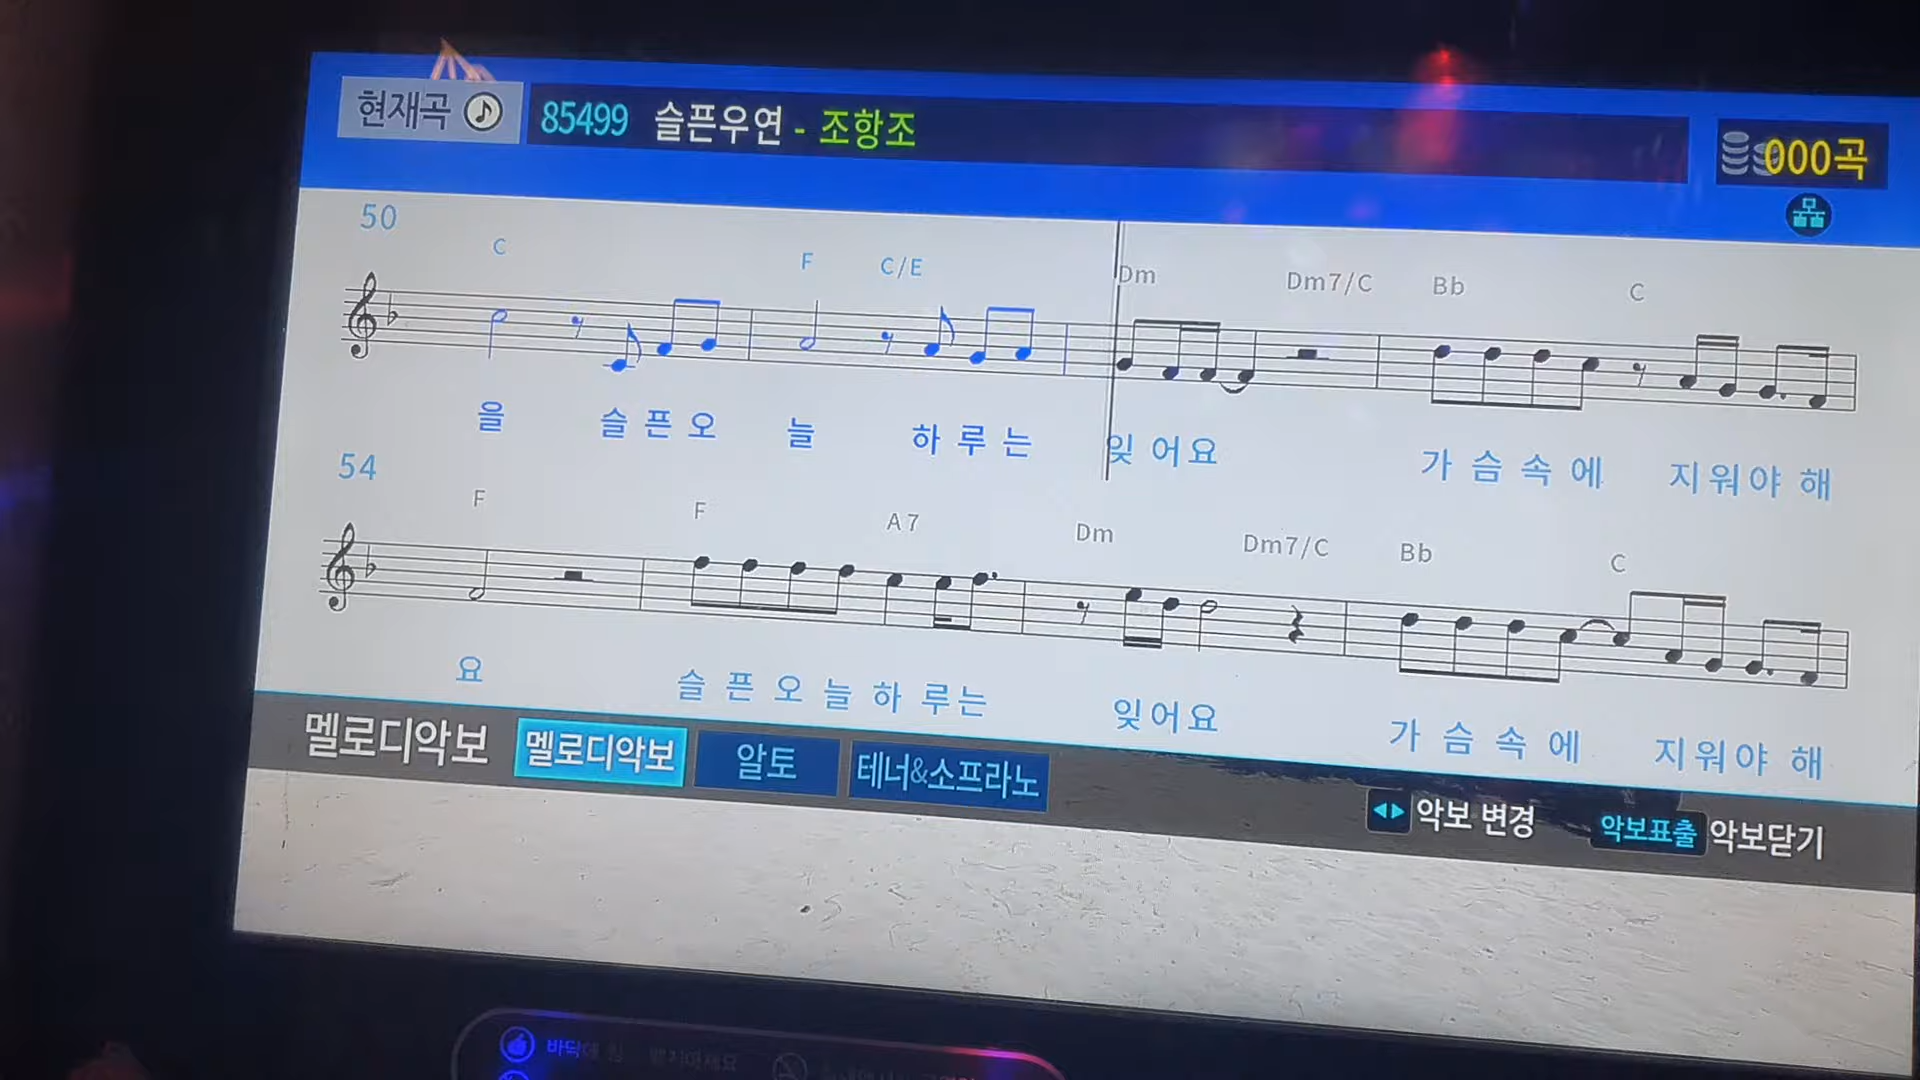 현재곡 85499 슬픈우연 - 조항조 000곡
50
C F C/E Dm Dm7/C Bb C
을 슬픈오 늘 하루는 잊어요 가슴속에 지워야해
54
F F A7 Dm Dm7/C Bb C
요 슬픈오늘하루는 잊어요 가슴속에 지워야해
멜로디악보 멜로디악보 알토 테너&소프라노 악보 변경 악보표출 악보닫기
바닥에